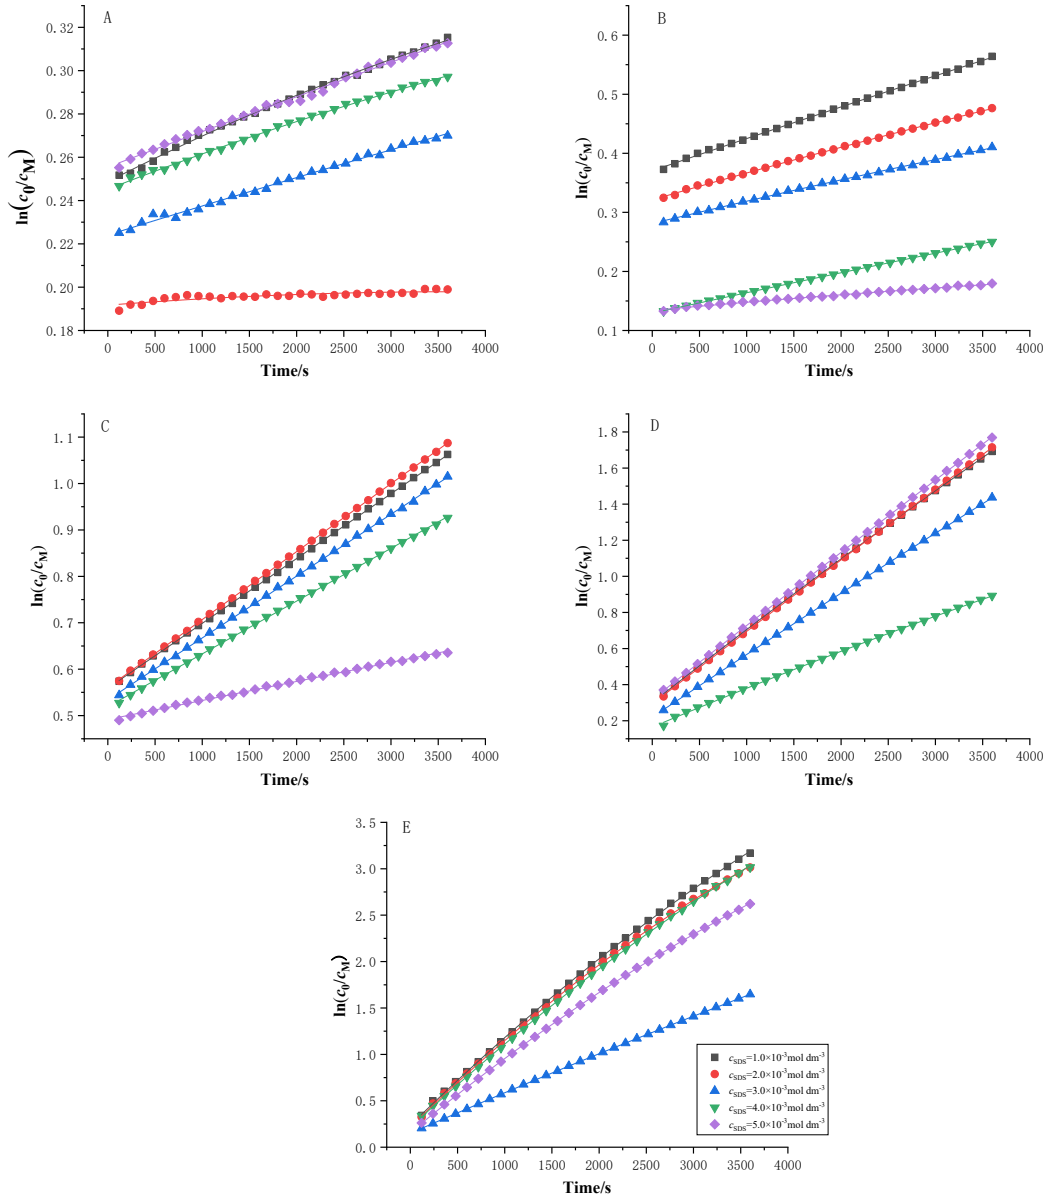 A
0.32
0.30
0.28
0.26
0.24
0.22
0.20
0.18
ln(c0/cM)
0 500 1000 1500 2000 2500 3000 3500 4000
Time/s
B
0.6
0.5
0.4
0.3
0.2
0.1
ln(c0/cM)
0 500 1000 1500 2000 2500 3000 3500 4000
Time/s
C
1.1
1.0
0.9
0.8
0.7
0.6
0.5
ln(c0/cM)
0 500 1000 1500 2000 2500 3000 3500 4000
Time/s
D
1.8
1.6
1.4
1.2
1.0
0.8
0.6
0.4
0.2
ln(c0/cM)
0 500 1000 1500 2000 2500 3000 3500 4000
Time/s
E
3.5
3.0
2.5
2.0
1.5
1.0
0.5
0.0
ln(c0/cM)
0 500 1000 1500 2000 2500 3000 3500 4000
Time/s
cSDS=1.0×10-3mol dm-3
cSDS=2.0×10-3mol dm-3
cSDS=3.0×10-3mol dm-3
cSDS=4.0×10-3mol dm-3
cSDS=5.0×10-3mol dm-3